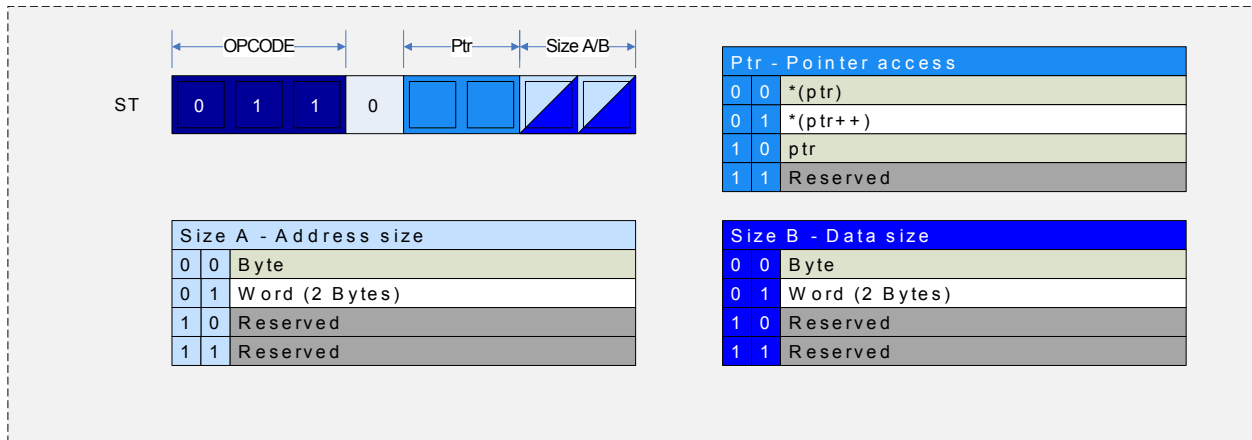 OPCODE Ptr Size A/B
ST 0 1 1 0
Ptr - Pointer access
0 0 *(ptr)
0 1 *(ptr++)
1 0 ptr
1 1 Reserved
Size A - Address size
0 0 Byte
0 1 Word (2 Bytes)
1 0 Reserved
1 1 Reserved
Size B - Data size
0 0 Byte
0 1 Word (2 Bytes)
1 0 Reserved
1 1 Reserved